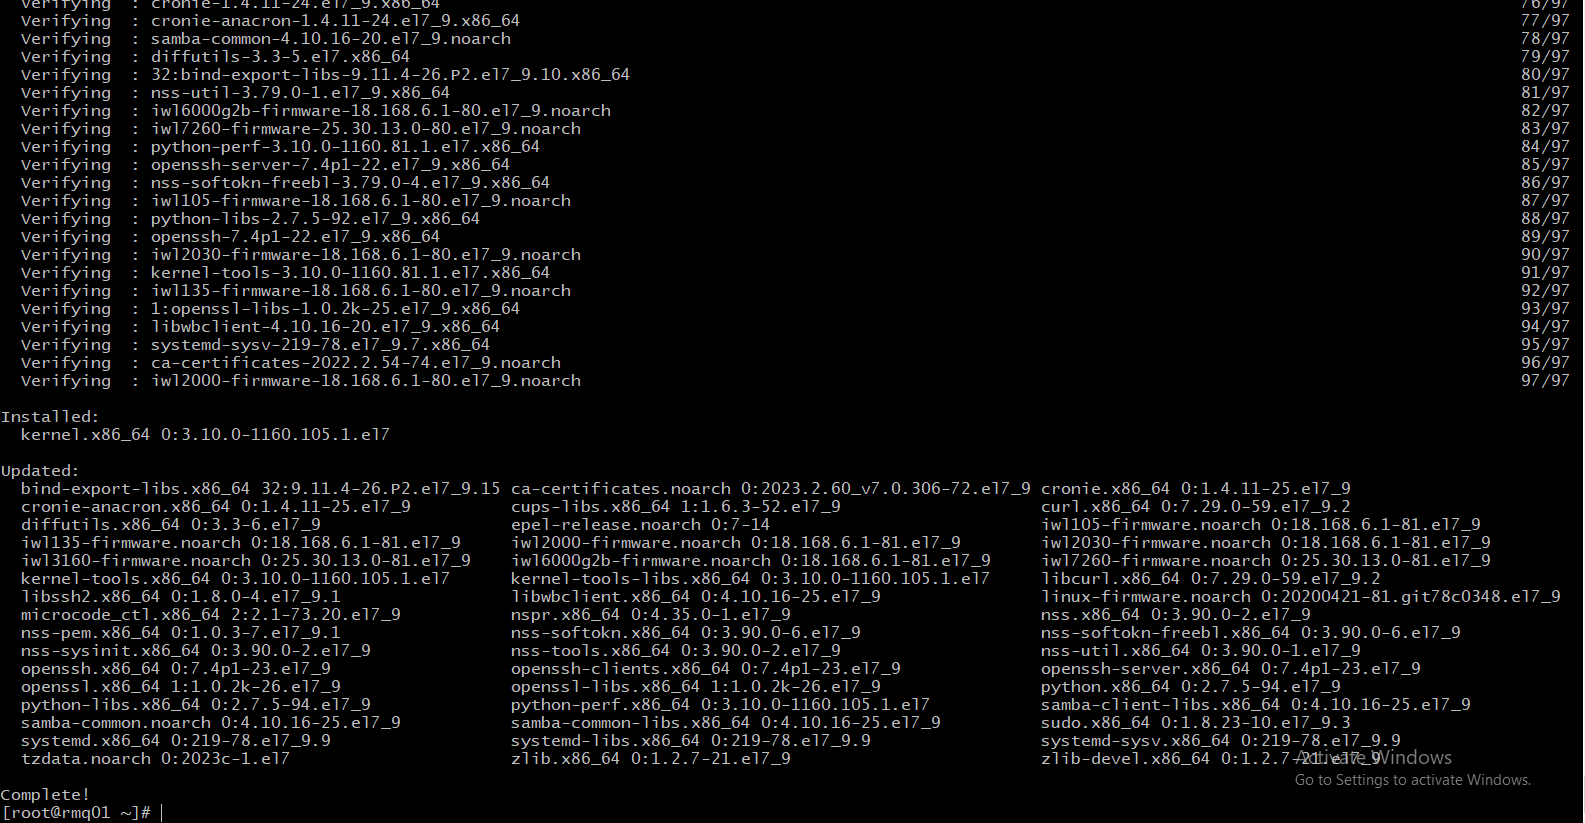 Verifying : cronie-1.4.11-24.el7_9.x86_64 76/97
Verifying : cronie-anacron-1.4.11-24.el7_9.x86_64 77/97
Verifying : samba-common-4.10.16-20.el7_9.noarch 78/97
Verifying : diffutils-3.3-5.el7.x86_64 79/97
Verifying : 32:bind-export-libs-9.11.4-26.P2.el7_9.10.x86_64 80/97
Verifying : nss-util-3.79.0-1.el7_9.x86_64 81/97
Verifying : iwl6000g2b-firmware-18.168.6.1-80.el7_9.noarch 82/97
Verifying : iwl7260-firmware-25.30.13.0-80.el7_9.noarch 83/97
Verifying : python-perf-3.10.0-1160.81.1.el7.x86_64 84/97
Verifying : openssh-server-7.4p1-22.el7_9.x86_64 85/97
Verifying : nss-softokn-freebl-3.79.0-4.el7_9.x86_64 86/97
Verifying : iwl105-firmware-18.168.6.1-80.el7_9.noarch 87/97
Verifying : python-libs-2.7.5-92.el7_9.x86_64 88/97
Verifying : openssh-7.4p1-22.el7_9.x86_64 89/97
Verifying : iwl2030-firmware-18.168.6.1-80.el7_9.noarch 90/97
Verifying : kernel-tools-3.10.0-1160.81.1.el7.x86_64 91/97
Verifying : iwl135-firmware-18.168.6.1-80.el7_9.noarch 92/97
Verifying : 1:openssl-libs-1.0.2k-25.el7_9.x86_64 93/97
Verifying : libwbclient-4.10.16-20.el7_9.x86_64 94/97
Verifying : systemd-sysv-219-78.el7_9.7.x86_64 95/97
Verifying : ca-certificates-2022.2.54-74.el7_9.noarch 96/97
Verifying : iwl2000-firmware-18.168.6.1-80.el7_9.noarch 97/97
Installed:
kernel.x86_64 0:3.10.0-1160.105.1.el7
Updated:
bind-export-libs.x86_64 32:9.11.4-26.P2.el7_9.15 ca-certificates.noarch 0:2023.2.60_v7.0.306-72.el7_9 cronie.x86_64 0:1.4.11-25.el7_9
cronie-anacron.x86_64 0:1.4.11-25.el7_9 cups-libs.x86_64 1:1.6.3-52.el7_9 curl.x86_64 0:7.29.0-59.el7_9.2
diffutils.x86_64 0:3.3-6.el7_9 epel-release.noarch 0:7-14 iwl105-firmware.noarch 0:18.168.6.1-81.el7_9
iwl135-firmware.noarch 0:18.168.6.1-81.el7_9 iwl2000-firmware.noarch 0:18.168.6.1-81.el7_9 iwl2030-firmware.noarch 0:18.168.6.1-81.el7_9
iwl3160-firmware.noarch 0:25.30.13.0-81.el7_9 iwl6000g2b-firmware.noarch 0:18.168.6.1-81.el7_9 iwl7260-firmware.noarch 0:25.30.13.0-81.el7_9
kernel-tools.x86_64 0:3.10.0-1160.105.1.el7 kernel-tools-libs.x86_64 0:3.10.0-1160.105.1.el7 libcurl.x86_64 0:7.29.0-59.el7_9.2
libssh2.x86_64 0:1.8.0-4.el7_9.1 libwbclient.x86_64 0:4.10.16-25.el7_9 linux-firmware.noarch 0:20200421-81.git78c0348.el7_9
microcode_ctl.x86_64 2:2.1-73.20.el7_9 nspr.x86_64 0:4.35.0-1.el7_9 nss.x86_64 0:3.90.0-2.el7_9
nss-pem.x86_64 0:1.0.3-7.el7_9.1 nss-softokn.x86_64 0:3.90.0-6.el7_9 nss-softokn-freebl.x86_64 0:3.90.0-6.el7_9
nss-sysinit.x86_64 0:3.90.0-2.el7_9 nss-tools.x86_64 0:3.90.0-2.el7_9 nss-util.x86_64 0:3.90.0-1.el7_9
openssh.x86_64 0:7.4p1-23.el7_9 openssh-clients.x86_64 0:7.4p1-23.el7_9 openssh-server.x86_64 0:7.4p1-23.el7_9
openssl.x86_64 1:1.0.2k-26.el7_9 openssl-libs.x86_64 1:1.0.2k-26.el7_9 python.x86_64 0:2.7.5-94.el7_9
python-libs.x86_64 0:2.7.5-94.el7_9 python-perf.x86_64 0:3.10.0-1160.105.1.el7 samba-client-libs.x86_64 0:4.10.16-25.el7_9
samba-common.noarch 0:4.10.16-25.el7_9 samba-common-libs.x86_64 0:4.10.16-25.el7_9 sudo.x86_64 0:1.8.23-10.el7_9.3
systemd.x86_64 0:219-78.el7_9.9 systemd-libs.x86_64 0:219-78.el7_9.9 systemd-sysv.x86_64 0:219-78.el7_9.9
tzdata.noarch 0:2023c-1.el7 zlib.x86_64 0:1.2.7-21.el7_9 zlib-devel.x86_64 0:1.2.7-21.el7_9
Activate Windows
Go to Settings to activate Windows.
Complete!
[root@rmq01 ~]#